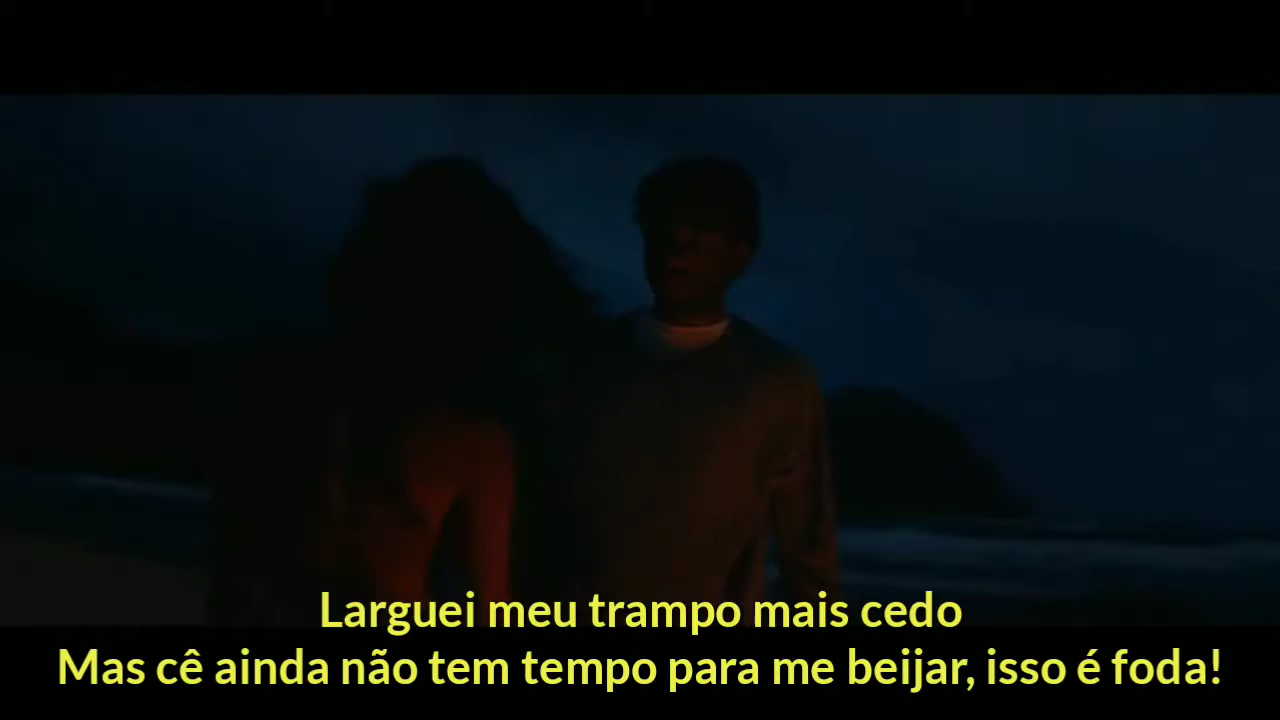 Larguei meu trampo mais cedo
Mas cê ainda não tem tempo para me beijar, isso é foda!